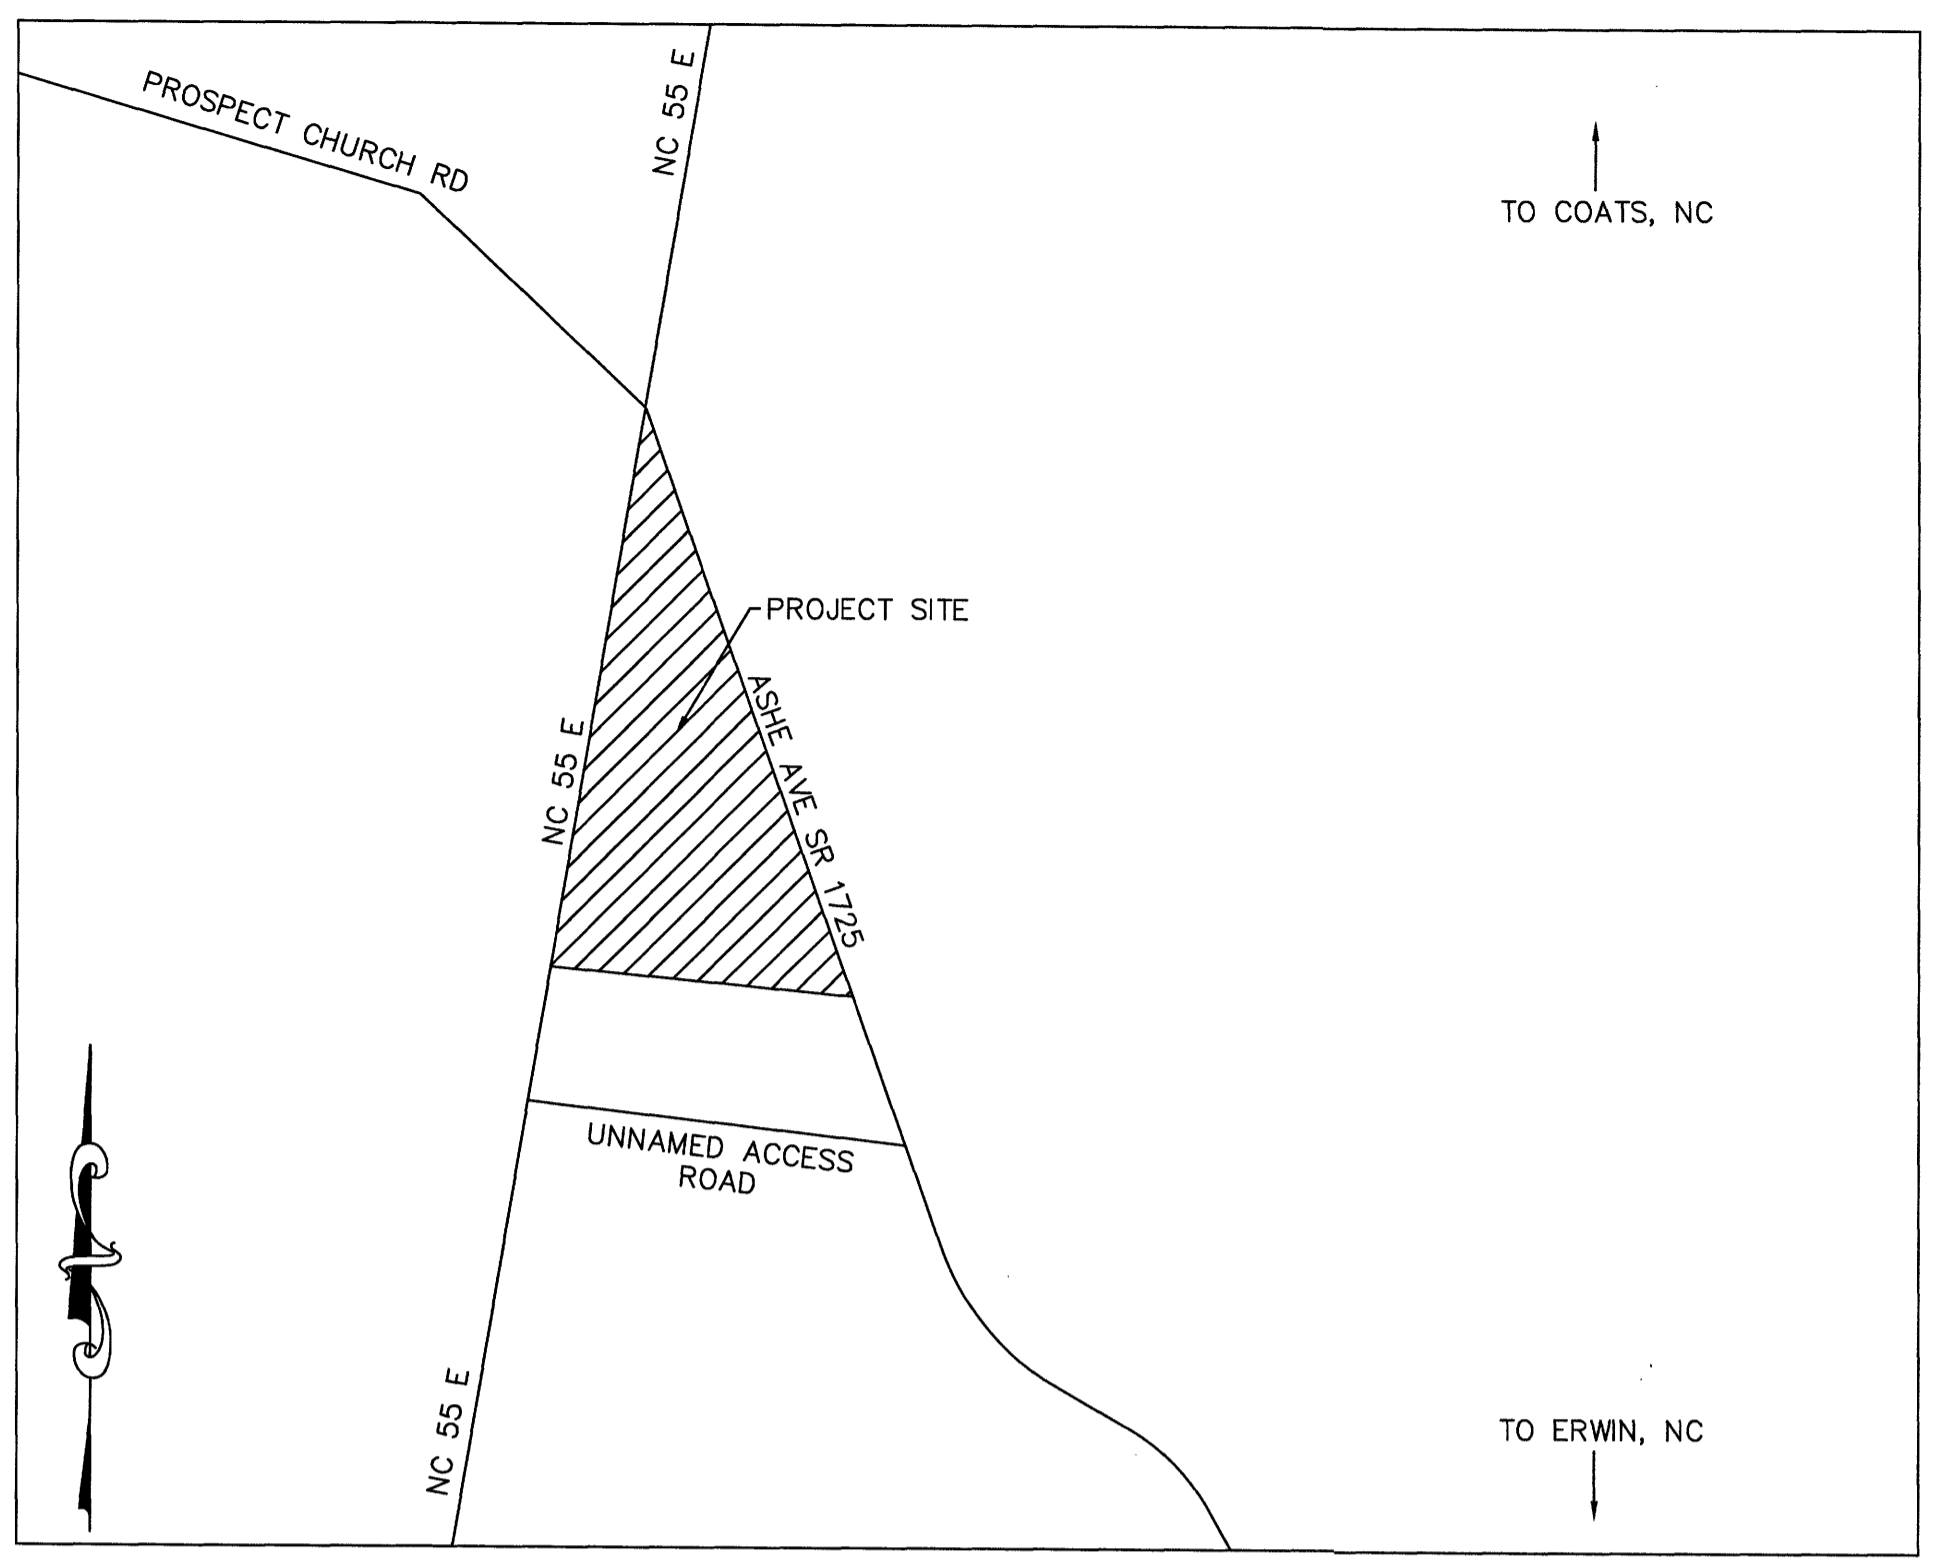 NC 55 E
PROSPECT CHURCH RD
TO COATS, NC
PROJECT SITE
NC 55 E
ASHE AVE SR 1725
UNNAMED ACCESS
ROAD
NC 55 E
TO ERWIN, NC